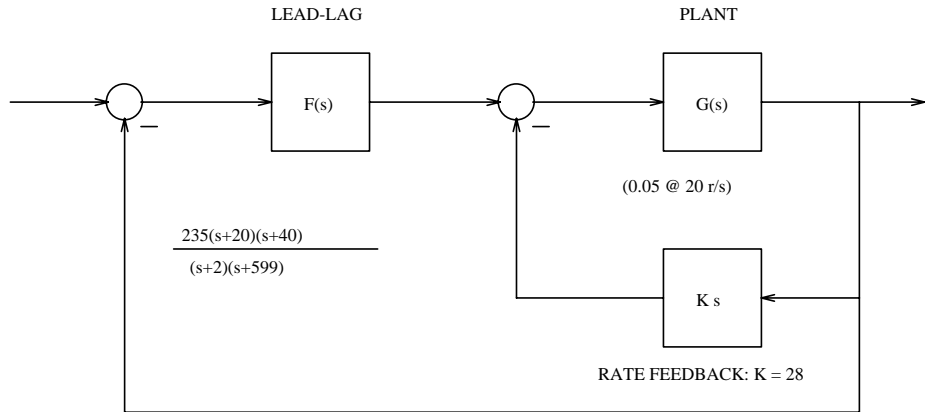 LEAD-LAG
PLANT
F(s)
G(s)
(0.05 @ 20 r/s)
235(s+20)(s+40)
(s+2)(s+599)
K s
RATE FEEDBACK: K = 28